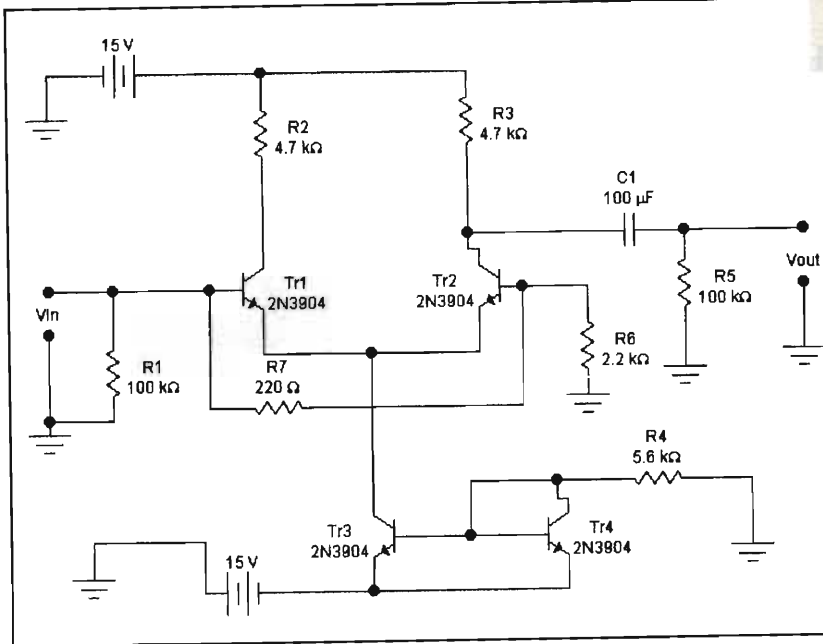 15 V
R2
4.7 kΩ
R3
4.7 kΩ
C1
100 µF
Vout
R5
100 kΩ
Tr1
2N3904
Tr2
2N3904
VIn
R1
100 kΩ
R7
220 Ω
R6
2.2 kΩ
R4
5.6 kΩ
Tr3
2N3904
Tr4
2N3904
15 V